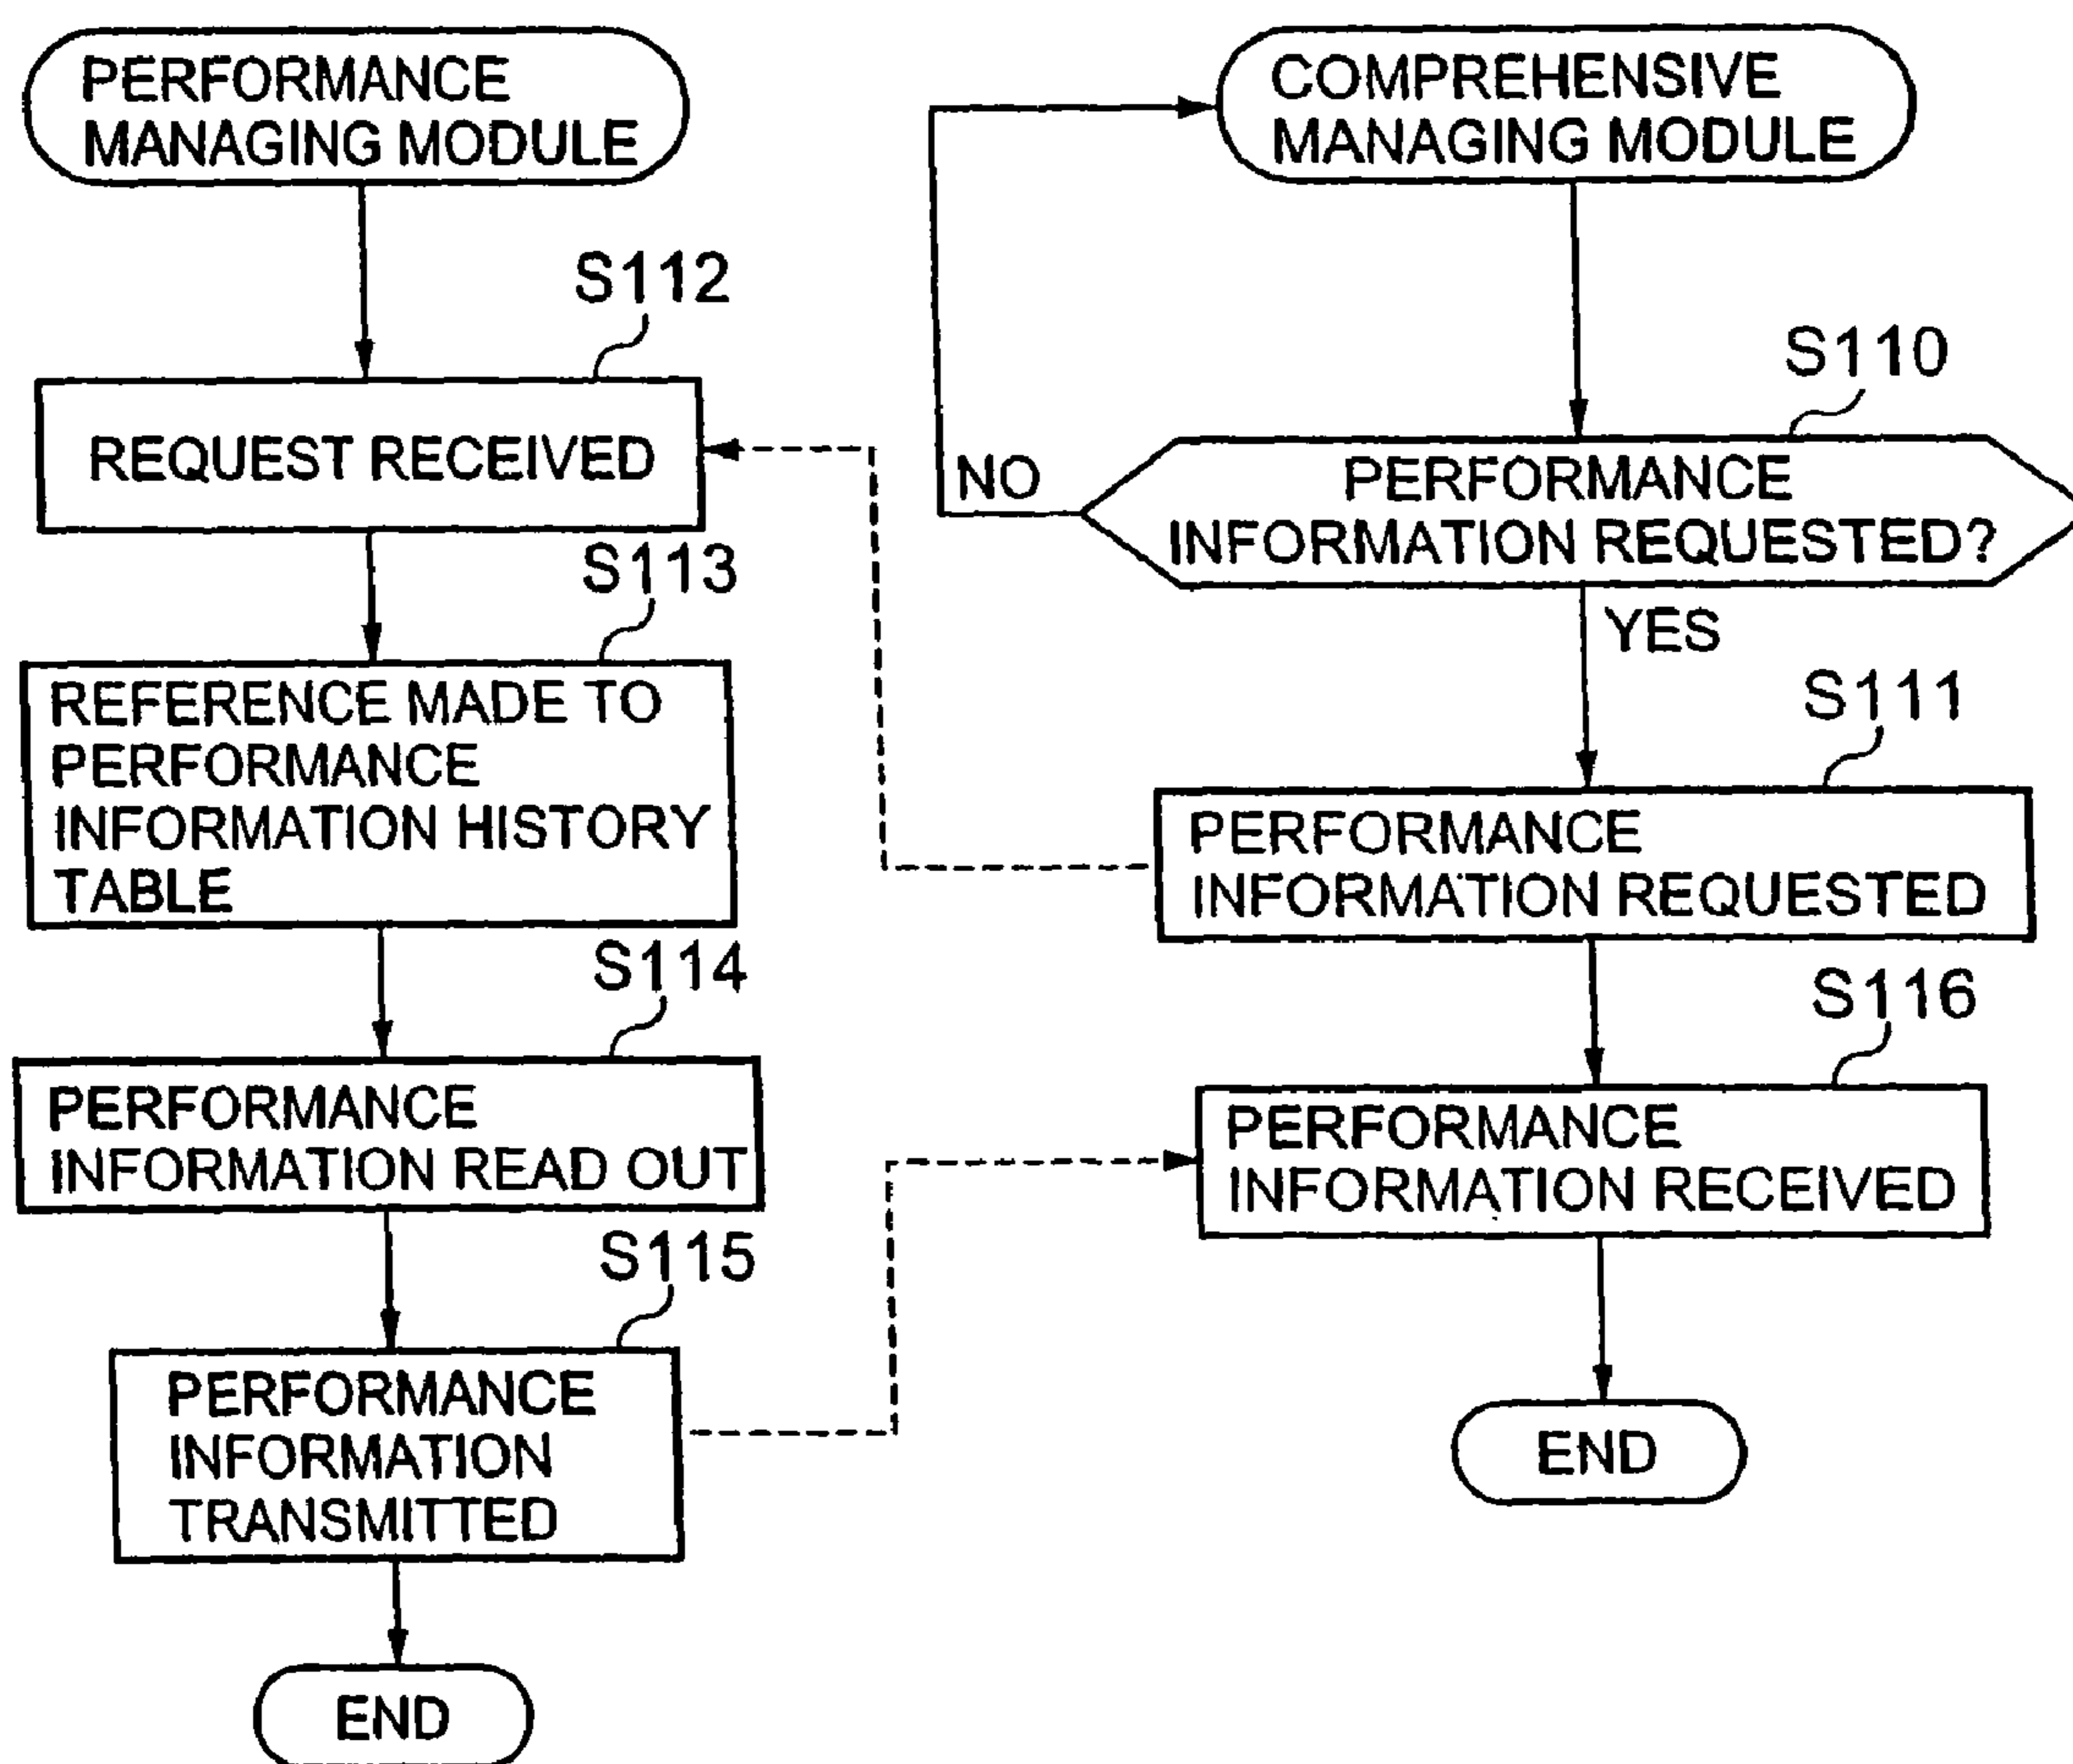 PERFORMANCE
MANAGING MODULE
S112
REQUEST RECEIVED
S113
REFERENCE MADE TO
PERFORMANCE
INFORMATION HISTORY
TABLE
S114
PERFORMANCE
INFORMATION READ OUT
S115
PERFORMANCE
INFORMATION
TRANSMITTED
END
COMPREHENSIVE
MANAGING MODULE
S110
NO
PERFORMANCE
INFORMATION REQUESTED?
YES
S111
PERFORMANCE
INFORMATION REQUESTED
S116
PERFORMANCE
INFORMATION RECEIVED
END